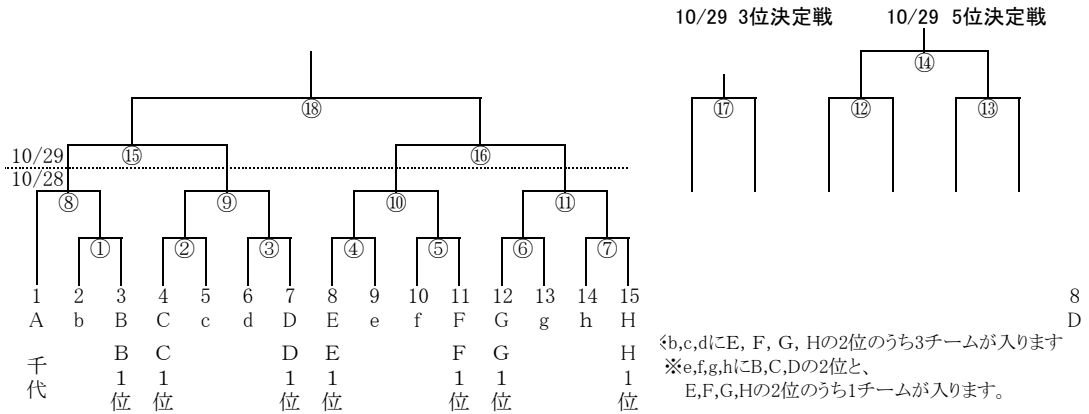 10/29 3位決定戦 10/29 5位決定戦
⑭
⑱ ⑰ ⑫ ⑬
10/29 ⑮ ⑯
10/28
⑧ ⑨ ⑩ ⑪
① ② ③ ④ ⑤ ⑥ ⑦
1 2 3 4 5 6 7 8 9 10 11 12 13 14 15 8
A b B C c d D E e f F G g h H D
千代 B1位 C1位 D1位 E1位 F1位 G1位 H1位
b,c,dにE, F, G, Hの2位のうち3チームが入ります
※e,f,g,hにB,C,Dの2位と、
E,F,G,Hの2位のうち1チームが入ります。